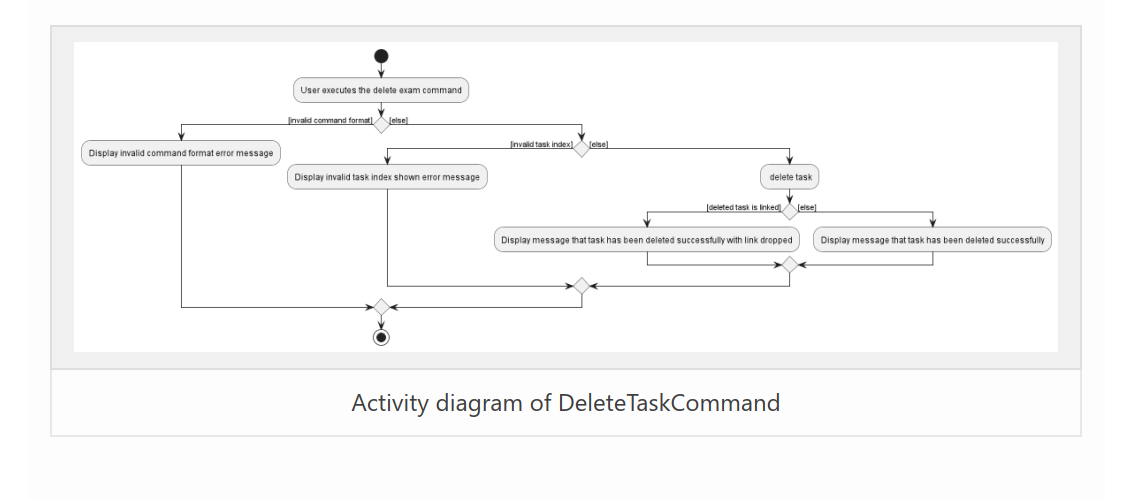 User executes the delete exam command
[invalid command format] [else]
[invalid task index] [else]
Display invalid command format error message
Display invalid task index shown error message
delete task
[deleted task is linked] [else]
Display message that task has been deleted successfully with link dropped
Display message that task has been deleted successfully
Activity diagram of DeleteTaskCommand